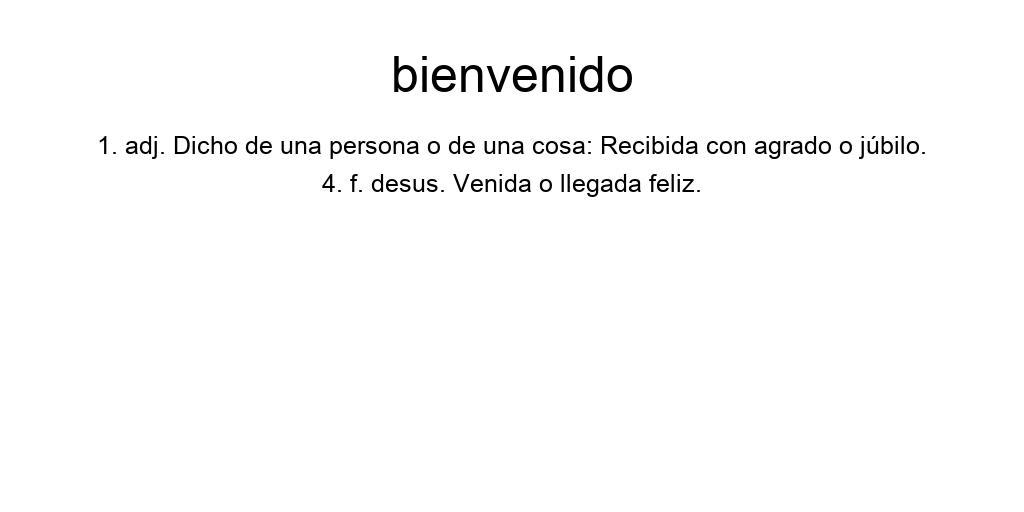 bienvenido
1. adj. Dicho de una persona o de una cosa: Recibida con agrado o júbilo.
4. f. desus. Venida o llegada feliz.